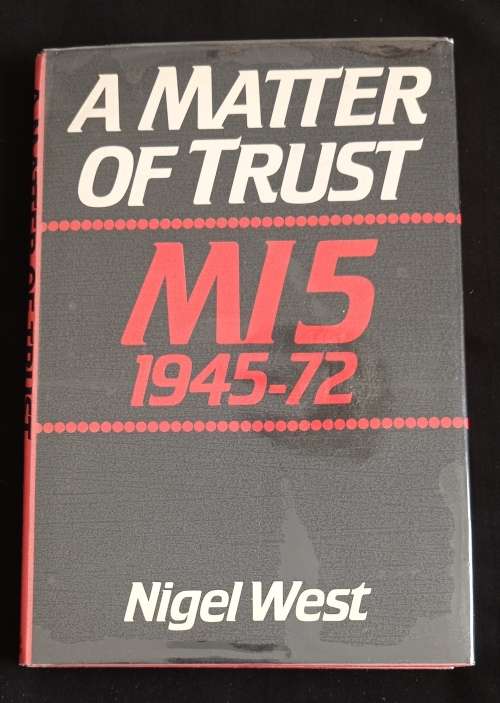 A MATTER
OF TRUST
MI5
1945-72
Nigel West